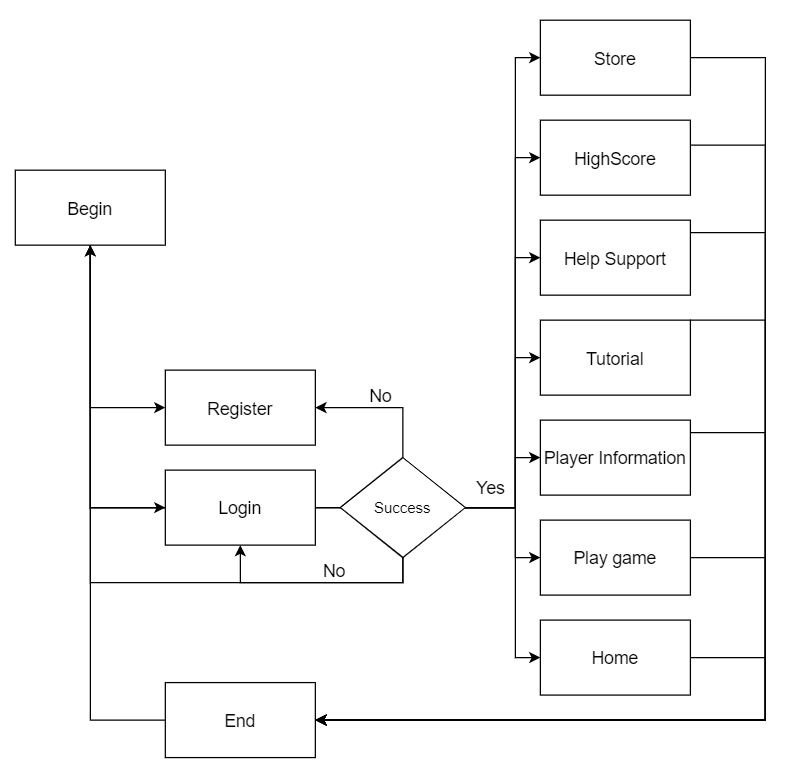 Store
HighScore
Begin
Help Support
Tutorial
No
Register
Player Information
Yes
Login
Success
No
Play game
Home
End